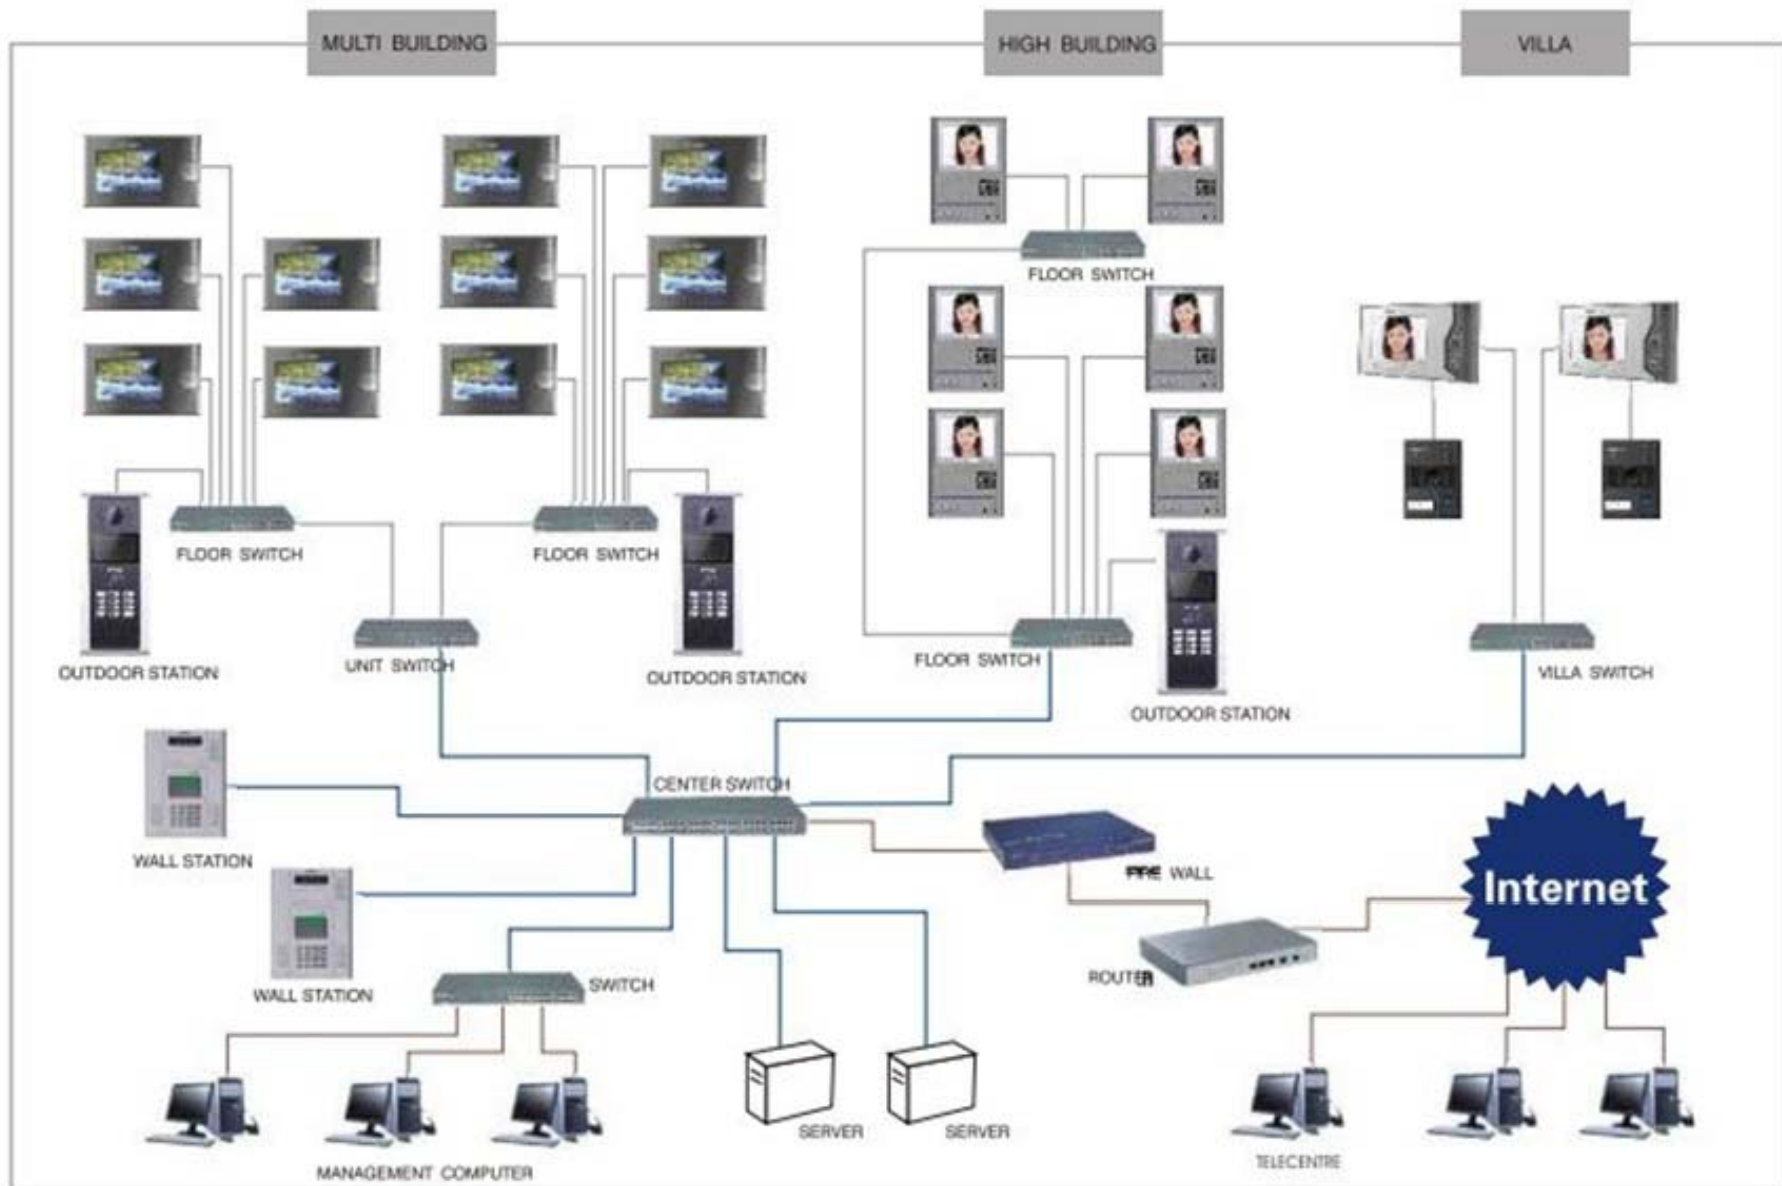 MULTI BUILDING
HIGH BUILDING
VILLA
FLOOR SWITCH
FLOOR SWITCH
FLOOR SWITCH
OUTDOOR STATION
UNIT SWITCH
OUTDOOR STATION
FLOOR SWITCH
OUTDOOR STATION
VILLA SWITCH
CENTER SWITCH
WALL STATION
WALL
Internet
WALL STATION
SWITCH
ROUTER
SERVER
SERVER
MANAGEMENT COMPUTER
TELECENTRE